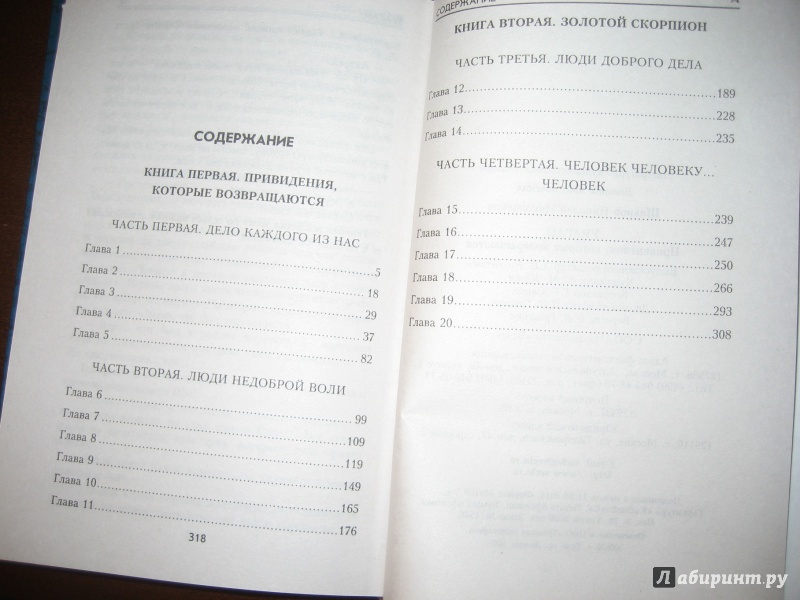 СОДЕРЖАНИЕ
КНИГА ПЕРВАЯ. ПРИВИДЕНИЯ,
КОТОРЫЕ ВОЗВРАЩАЮТСЯ
ЧАСТЬ ПЕРВАЯ. ДЕЛО КАЖДОГО ИЗ НАС
Глава 1 5
Глава 2 18
Глава 3 29
Глава 4 37
Глава 5 82
ЧАСТЬ ВТОРАЯ. ЛЮДИ НЕДОБРОЙ ВОЛИ
Глава 6 99
Глава 7 109
Глава 8 119
Глава 9 149
Глава 10 165
Глава 11 176
318
СОДЕРЖАНИЕ
КНИГА ВТОРАЯ. ЗОЛОТОЙ СКОРПИОН
ЧАСТЬ ТРЕТЬЯ. ЛЮДИ ДОБРОГО ДЕЛА
Глава 12 189
Глава 13 228
Глава 14 235
ЧАСТЬ ЧЕТВЕРТАЯ. ЧЕЛОВЕК ЧЕЛОВЕКУ...
ЧЕЛОВЕК
Глава 15 239
Глава 16 247
Глава 17 250
Глава 18 266
Глава 19 293
Глава 20 308
Лабиринт.ру